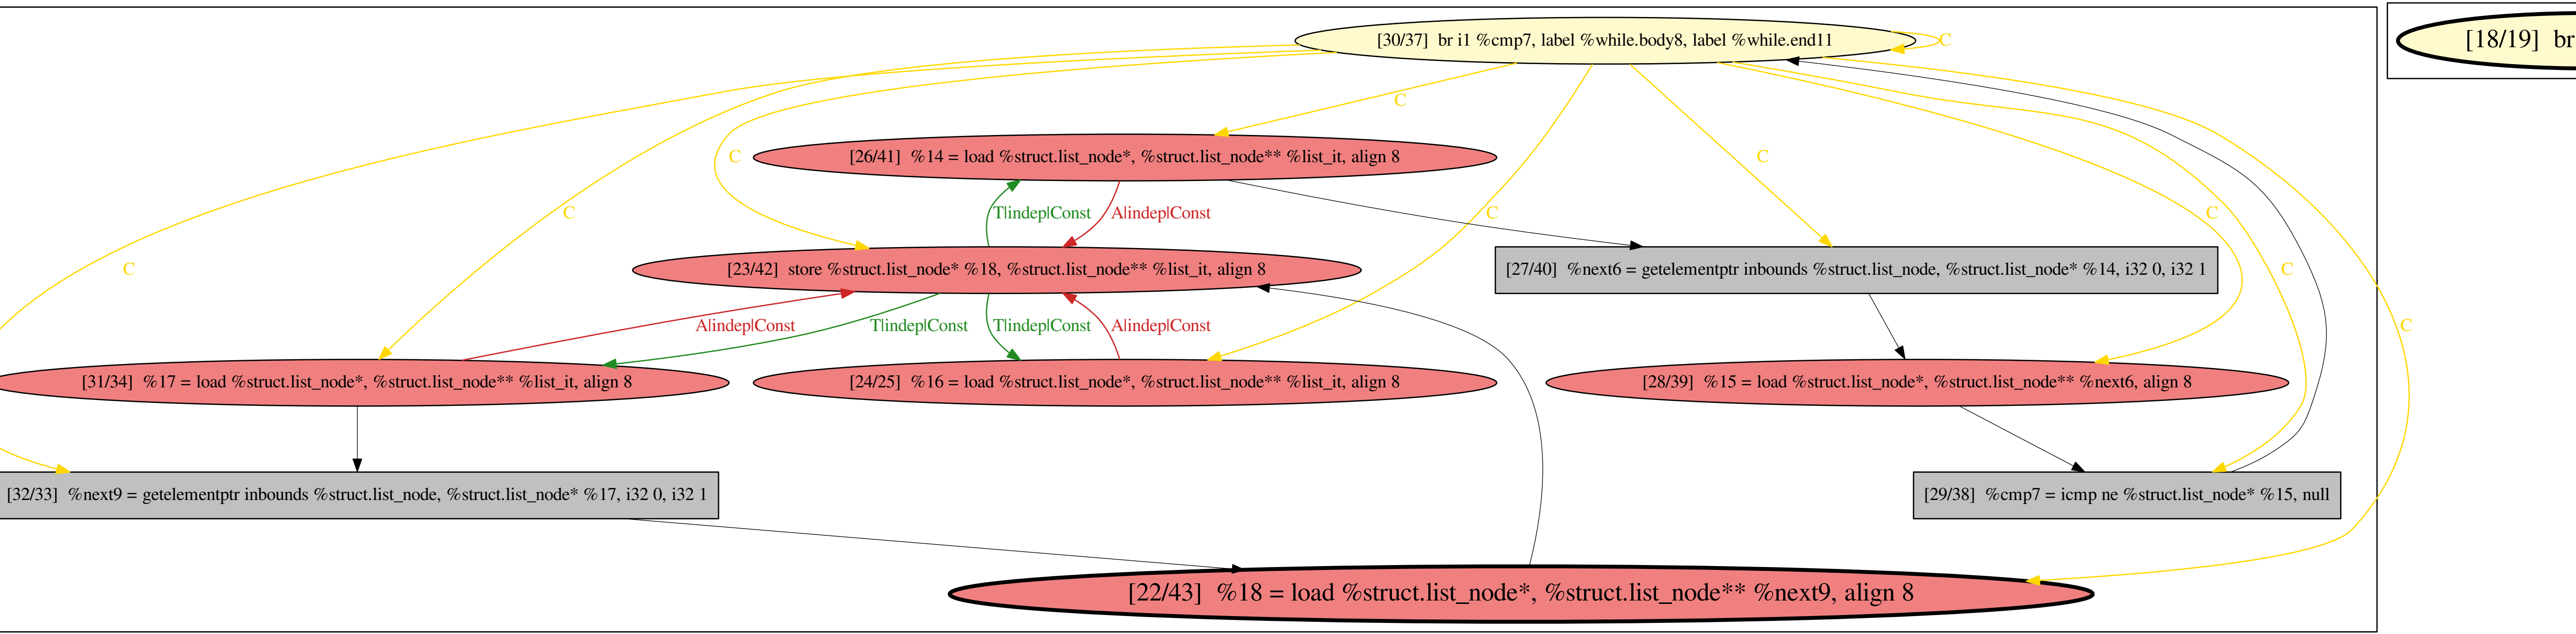 [30/37]  br i1 %cmp7, label %while.body8, label %while.end11
C
[18/19]  br
C
[26/41]  %14 = load %struct.list_node*, %struct.list_node** %list_it, align 8
C
C
C
T|indep|Const
A|indep|Const
C
C
C
[23/42]  store %struct.list_node* %18, %struct.list_node** %list_it, align 8
[27/40]  %next6 = getelementptr inbounds %struct.list_node, %struct.list_node* %14, i32 0, i32 1
C
C
A|indep|Const
T|indep|Const
T|indep|Const
A|indep|Const
C
[31/34]  %17 = load %struct.list_node*, %struct.list_node** %list_it, align 8
[24/25]  %16 = load %struct.list_node*, %struct.list_node** %list_it, align 8
[28/39]  %15 = load %struct.list_node*, %struct.list_node** %next6, align 8
[32/33]  %next9 = getelementptr inbounds %struct.list_node, %struct.list_node* %17, i32 0, i32 1
[29/38]  %cmp7 = icmp ne %struct.list_node* %15, null
[22/43]  %18 = load %struct.list_node*, %struct.list_node** %next9, align 8